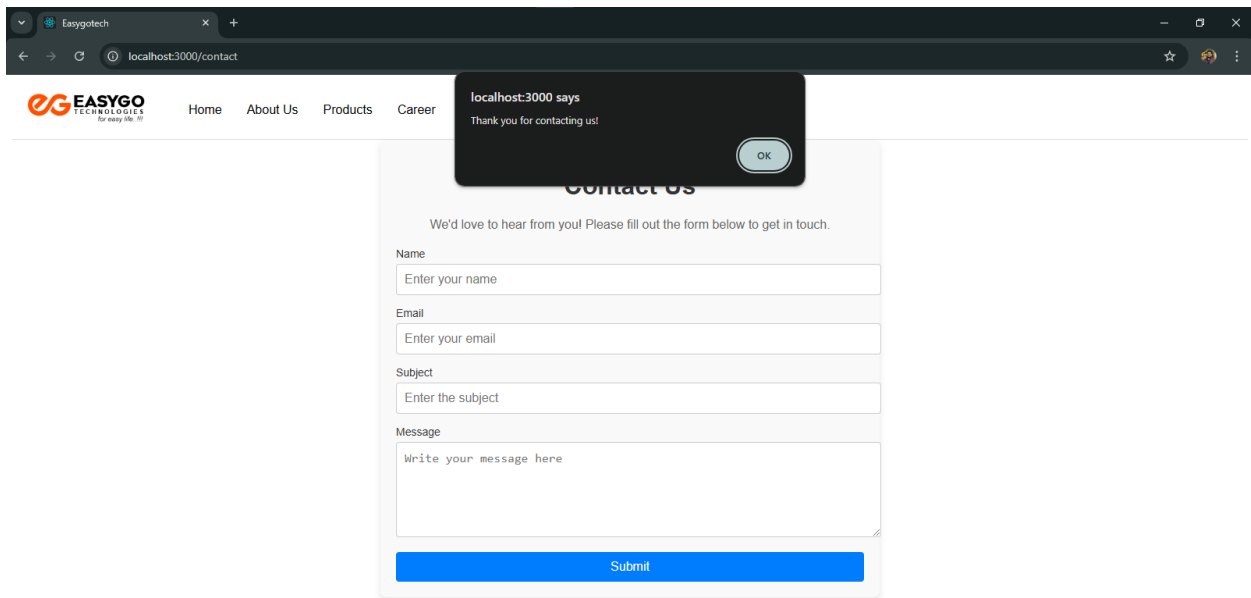 Easygotech
localhost:3000/contact
EASYGO
TECHNOLOGIES
for easy life. !!!
Home About Us Products Career
localhost:3000 says
Thank you for contacting us!
OK
Contact Us
We'd love to hear from you! Please fill out the form below to get in touch.
Name
Enter your name
Email
Enter your email
Subject
Enter the subject
Message
Write your message here
Submit